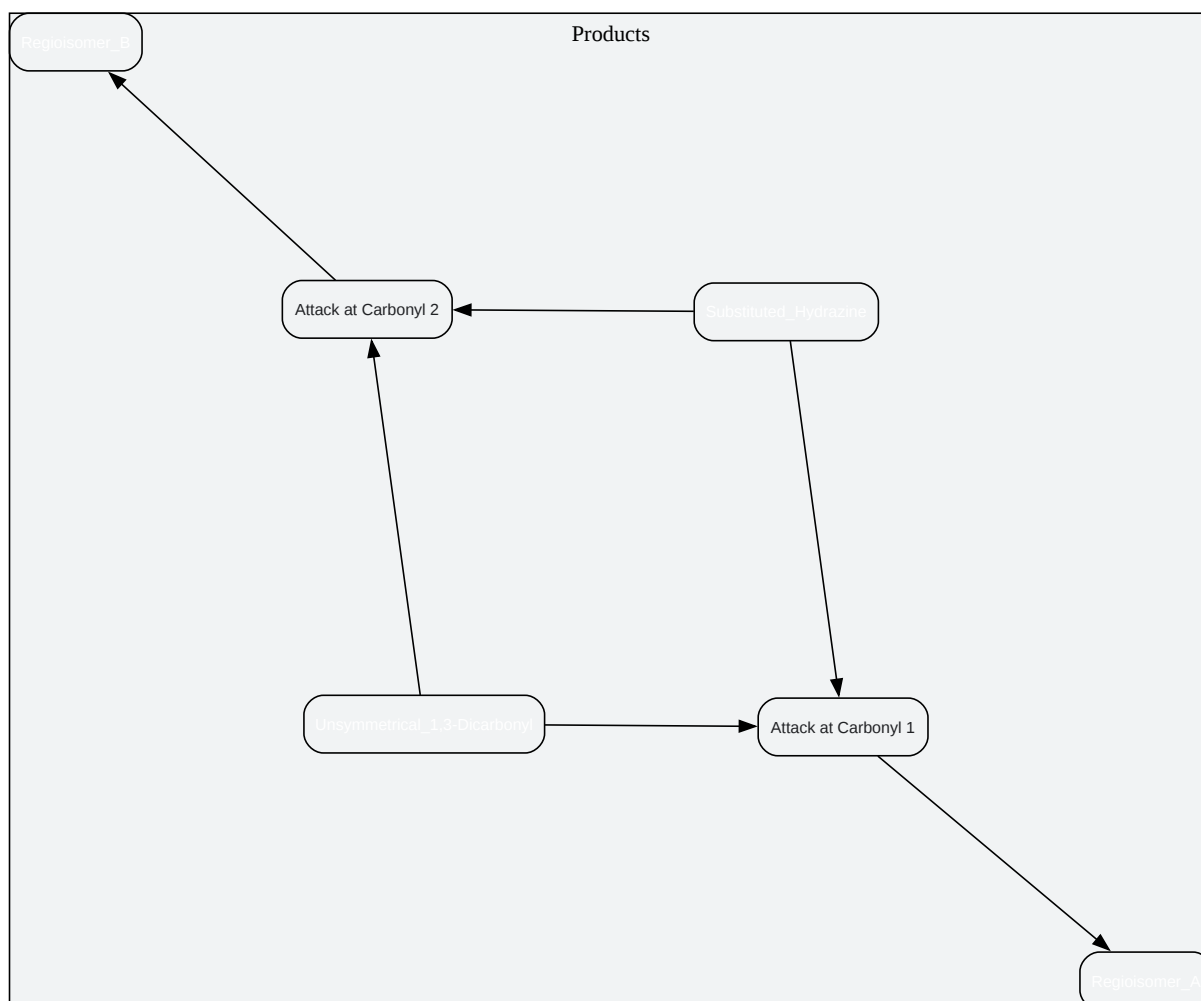 Products
Regioisomer_B
Attack at Carbonyl 2
Substituted_Hydrazine
Unsymmetrical_1,3-Dicarbonyl
Attack at Carbonyl 1
Regioisomer_A